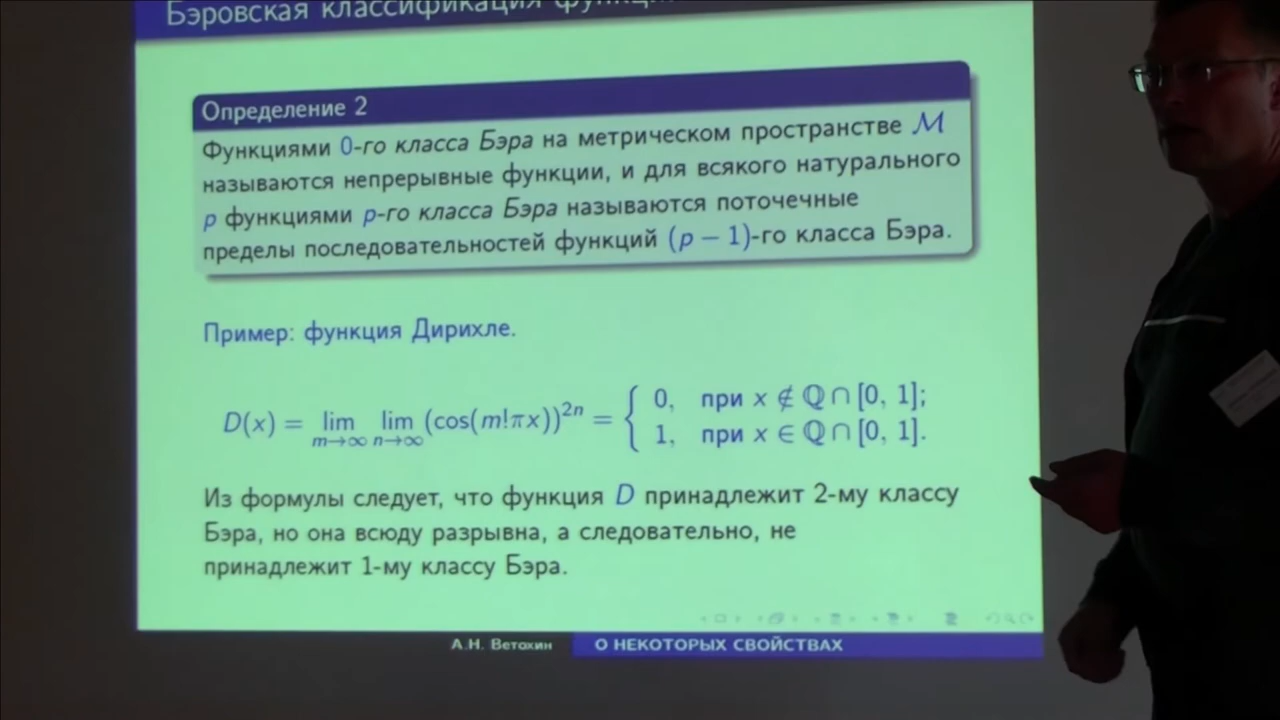 Бэровская классификация функци
Определение 2
Функциями 0-го класса Бэра на метрическом пространстве ℳ
называются непрерывные функции, и для всякого натурального
p функциями p-го класса Бэра называются поточечные
пределы последовательностей функций (p − 1)-го класса Бэра.
Пример: функция Дирихле.
D(x) = lim m→∞ lim n→∞ (cos(m!πx))^2n = { 0, при x ∉ ℚ ∩ [0, 1];
1, при x ∈ ℚ ∩ [0, 1].
Из формулы следует, что функция D принадлежит 2-му классу
Бэра, но она всюду разрывна, а следовательно, не
принадлежит 1-му классу Бэра.
А.Н. Ветохин О НЕКОТОРЫХ СВОЙСТВАХ